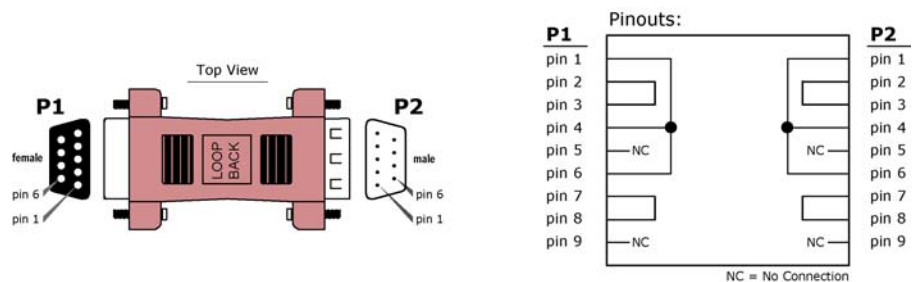 Top View
P1
P2
female
male
LOOP
BACK
pin 6
pin 1
pin 6
pin 1
Pinouts:
P1
pin 1
pin 2
pin 3
pin 4
pin 5
pin 6
pin 7
pin 8
pin 9
NC
NC
NC
NC
P2
pin 1
pin 2
pin 3
pin 4
pin 5
pin 6
pin 7
pin 8
pin 9
NC = No Connection